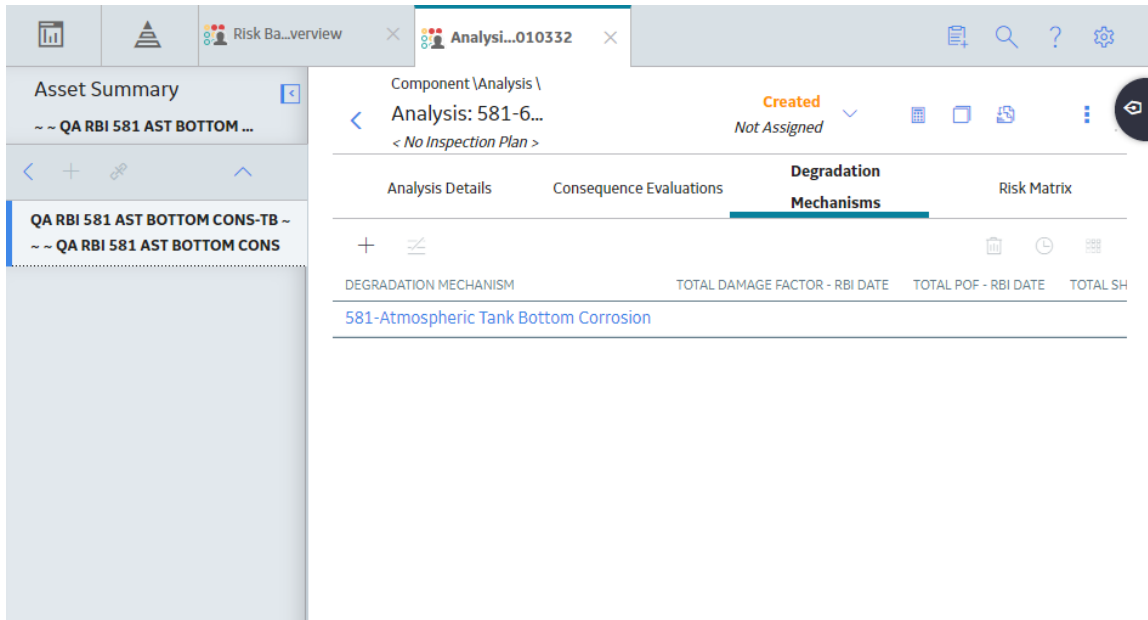 Risk Ba...verview
Analysi...010332
Asset Summary
~ ~ QA RBI 581 AST BOTTOM ...
QA RBI 581 AST BOTTOM CONS-TB ~
~ ~ QA RBI 581 AST BOTTOM CONS
Component \Analysis \
Analysis: 581-6...
< No Inspection Plan >
Created
Not Assigned
Analysis Details
Consequence Evaluations
Degradation
Mechanisms
Risk Matrix
DEGRADATION MECHANISM
TOTAL DAMAGE FACTOR - RBI DATE
TOTAL POF - RBI DATE
TOTAL SH
581-Atmospheric Tank Bottom Corrosion